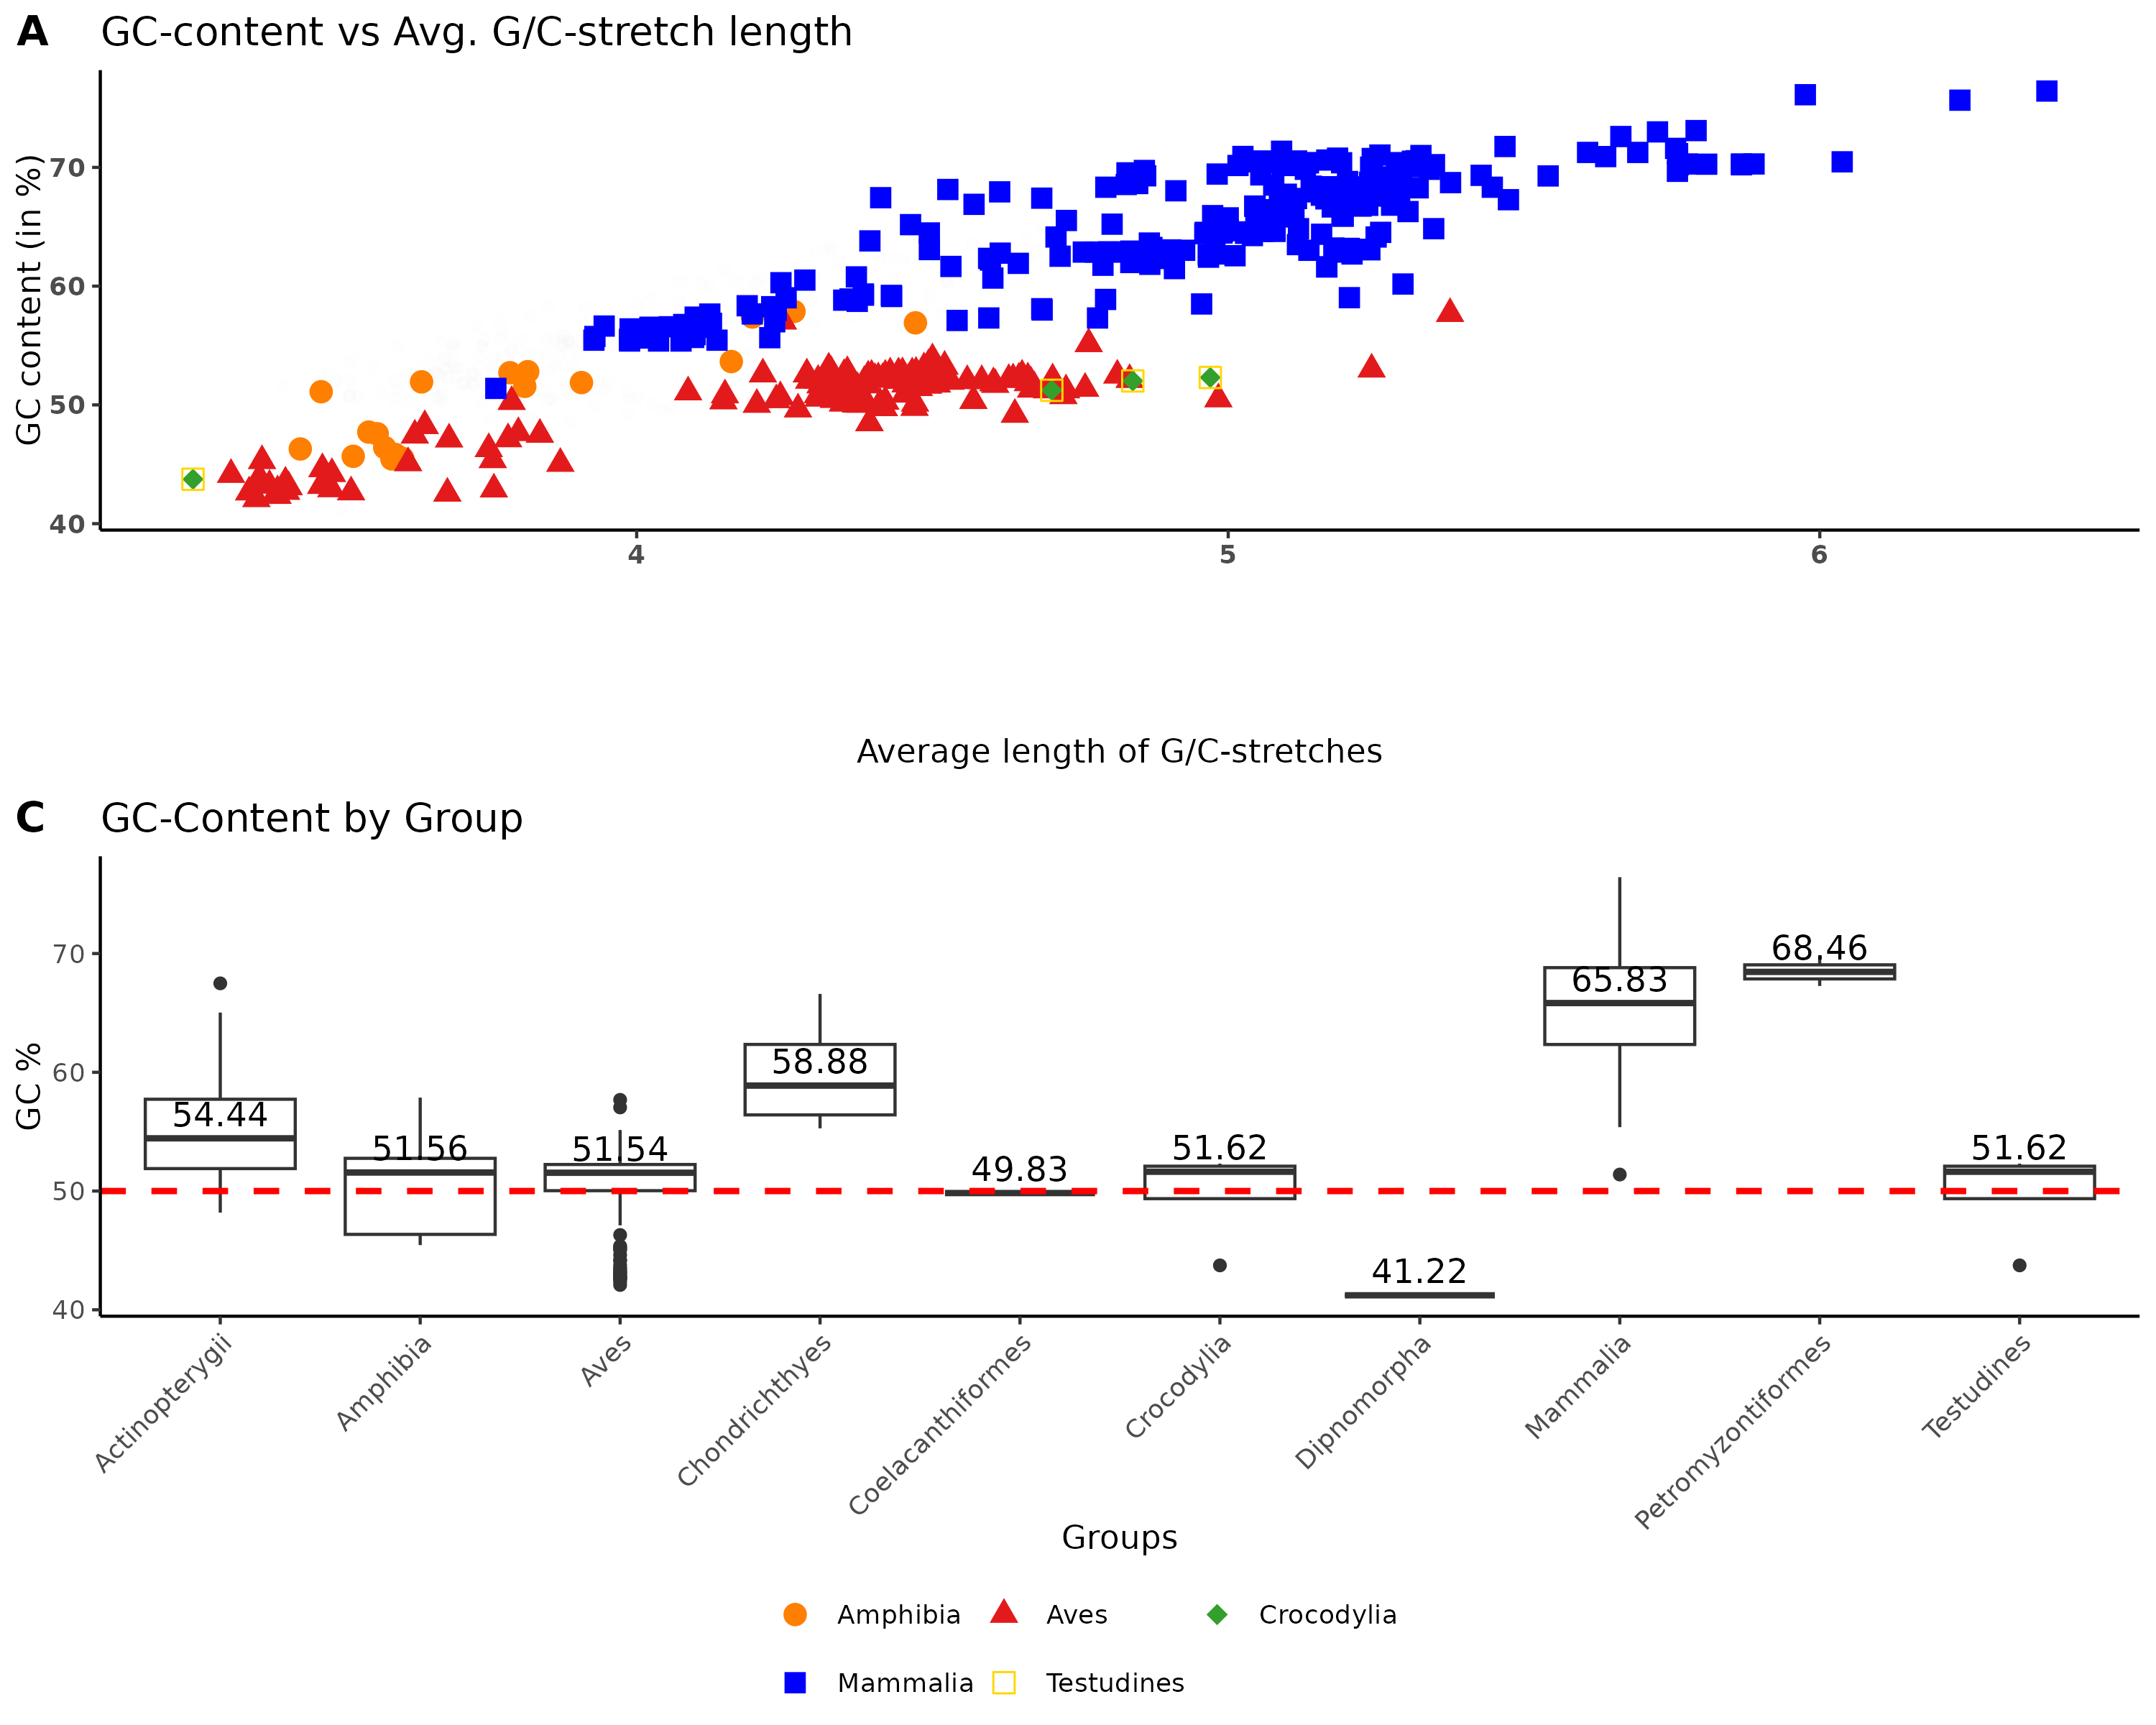 A GC-content vs Avg. G/C-stretch length
GC content (in %)
70
60
50
40
4 5 6
Average length of G/C-stretches
C GC-Content by Group
GC %
70
60
50
40
54.44
51.56
51.54
58.88
49.83
51.62
41.22
65.83
68.46
51.62
Actinopterygii
Amphibia
Aves
Chondrichthyes
Coelacanthiformes
Crocodylia
Dipnomorpha
Mammalia
Petromyzontiformes
Testudines
Groups
Amphibia Aves Crocodylia
Mammalia Testudines